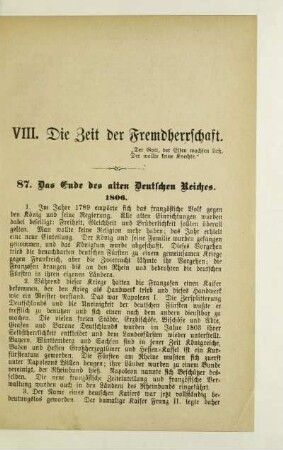 VIII. Die Zeit der Fremdherrschaft.
„Der Gott, der Eisen wachsen ließ,
Der wollte keine Knechte.“
87. Das Ende des alten Deutschen Reiches.
1806.
1. Im Jahre 1789 empörte sich das französische Volk gegen
den König und seine Regierung. Alle alten Einrichtungen wurden
dabei beseitigt; Freiheit, Gleichheit und Brüderlichkeit sollten überall
gelten. Man wollte keine Religion mehr haben; das Jahr erhielt
eine neue Einteilung. Der König und seine Familie wurden gefangen
genommen, und das Königtum wurde abgeschafft. Dieses Vorgehen
trieb die benachbarten deutschen Fürsten zu einem gemeinsamen Kriege
gegen Frankreich, aber die Zwietracht lähmte ihr Vorgehen; die
Franzosen drangen bis an den Rhein und bedrohten die deutschen
Fürsten in ihren eigenen Ländern.
2. Während dieser Kriege hatten die Franzosen einen Kaiser
bekommen, der den Krieg als Handwerk trieb und dieses Handwerk
wie ein Meister verstand. Das war Napoleon I. Die Zersplitterung
Deutschlands und die Uneinigkeit der deutschen Fürsten wußte er
trefflich zu benutzen und sich einen nach dem andern dienstbar zu
machen. Die vielen freien Städte, Erzbischöfe, Bischöfe und Äbte,
Grafen und Barone Süddeutschlands wurden im Jahre 1803 ihrer
Selbstherrlichkeit entkleidet und den Landesfürsten wieder unterworfen.
Bayern, Württemberg und Sachsen sind in jener Zeit Königreiche,
Baden und Hessen Großherzogtümer und Hessen-Kassel ist ein Kur-
fürstentum geworden. Die Fürsten am Rheine mußten sich zuerst
unter Napoleons Willen beugen; ihre Länder wurden zu einem Bunde
vereinigt, der Rheinbund hieß. Napoleon nannte sich Beschützer des-
selben. Die neue französische Zeiteinteilung und französische Ver-
waltung wurden auch in den Ländern des Rheinbunds eingeführt.
3. Der Name eines deutschen Kaisers war jetzt vollständig be-
deutungslos geworden. Der damalige Kaiser Franz II. legte daher